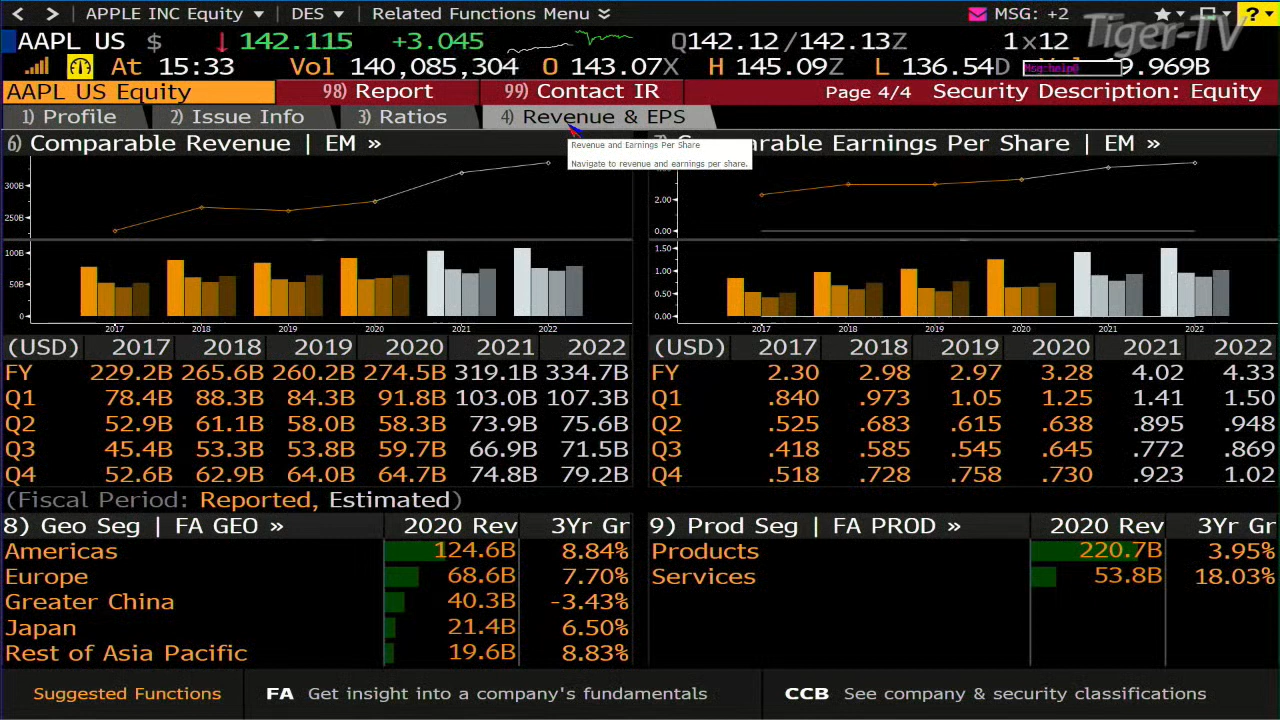 < > APPLE INC Equity DES Related Functions Menu MSG: +2 ?
AAPL US $ 142.115 +3.045 Q142.12/142.13Z 1x12 Tiger-TV
At 15:33 Vol 140,085,304 O 143.07X H 145.09Z L 136.54D .969B
AAPL US Equity 98) Report 99) Contact IR Page 4/4 Security Description: Equity
1) Profile 2) Issue Info 3) Ratios 4) Revenue & EPS
Revenue and Earnings Per Share
Navigate to revenue and earnings per share.
6) Comparable Revenue | EM » rable Earnings Per Share | EM »
300B
250B
100B
50B
0
2017 2018 2019 2020 2021 2022
2.00
0.00
1.50
1.00
0.50
0.00
2017 2018 2019 2020 2021 2022
(USD) 2017 2018 2019 2020 2021 2022
FY 229.2B 265.6B 260.2B 274.5B 319.1B 334.7B
Q1 78.4B 88.3B 84.3B 91.8B 103.0B 107.3B
Q2 52.9B 61.1B 58.0B 58.3B 73.9B 75.6B
Q3 45.4B 53.3B 53.8B 59.7B 66.9B 71.5B
Q4 52.6B 62.9B 64.0B 64.7B 74.8B 79.2B
(USD) 2017 2018 2019 2020 2021 2022
FY 2.30 2.98 2.97 3.28 4.02 4.33
Q1 .840 .973 1.05 1.25 1.41 1.50
Q2 .525 .683 .615 .638 .895 .948
Q3 .418 .585 .545 .645 .772 .869
Q4 .518 .728 .758 .730 .923 1.02
(Fiscal Period: Reported, Estimated)
8) Geo Seg | FA GEO » 2020 Rev 3Yr Gr
Americas 124.6B 8.84%
Europe 68.6B 7.70%
Greater China 40.3B -3.43%
Japan 21.4B 6.50%
Rest of Asia Pacific 19.6B 8.83%
9) Prod Seg | FA PROD » 2020 Rev 3Yr Gr
Products 220.7B 3.95%
Services 53.8B 18.03%
Suggested Functions FA Get insight into a company's fundamentals CCB See company & security classifications